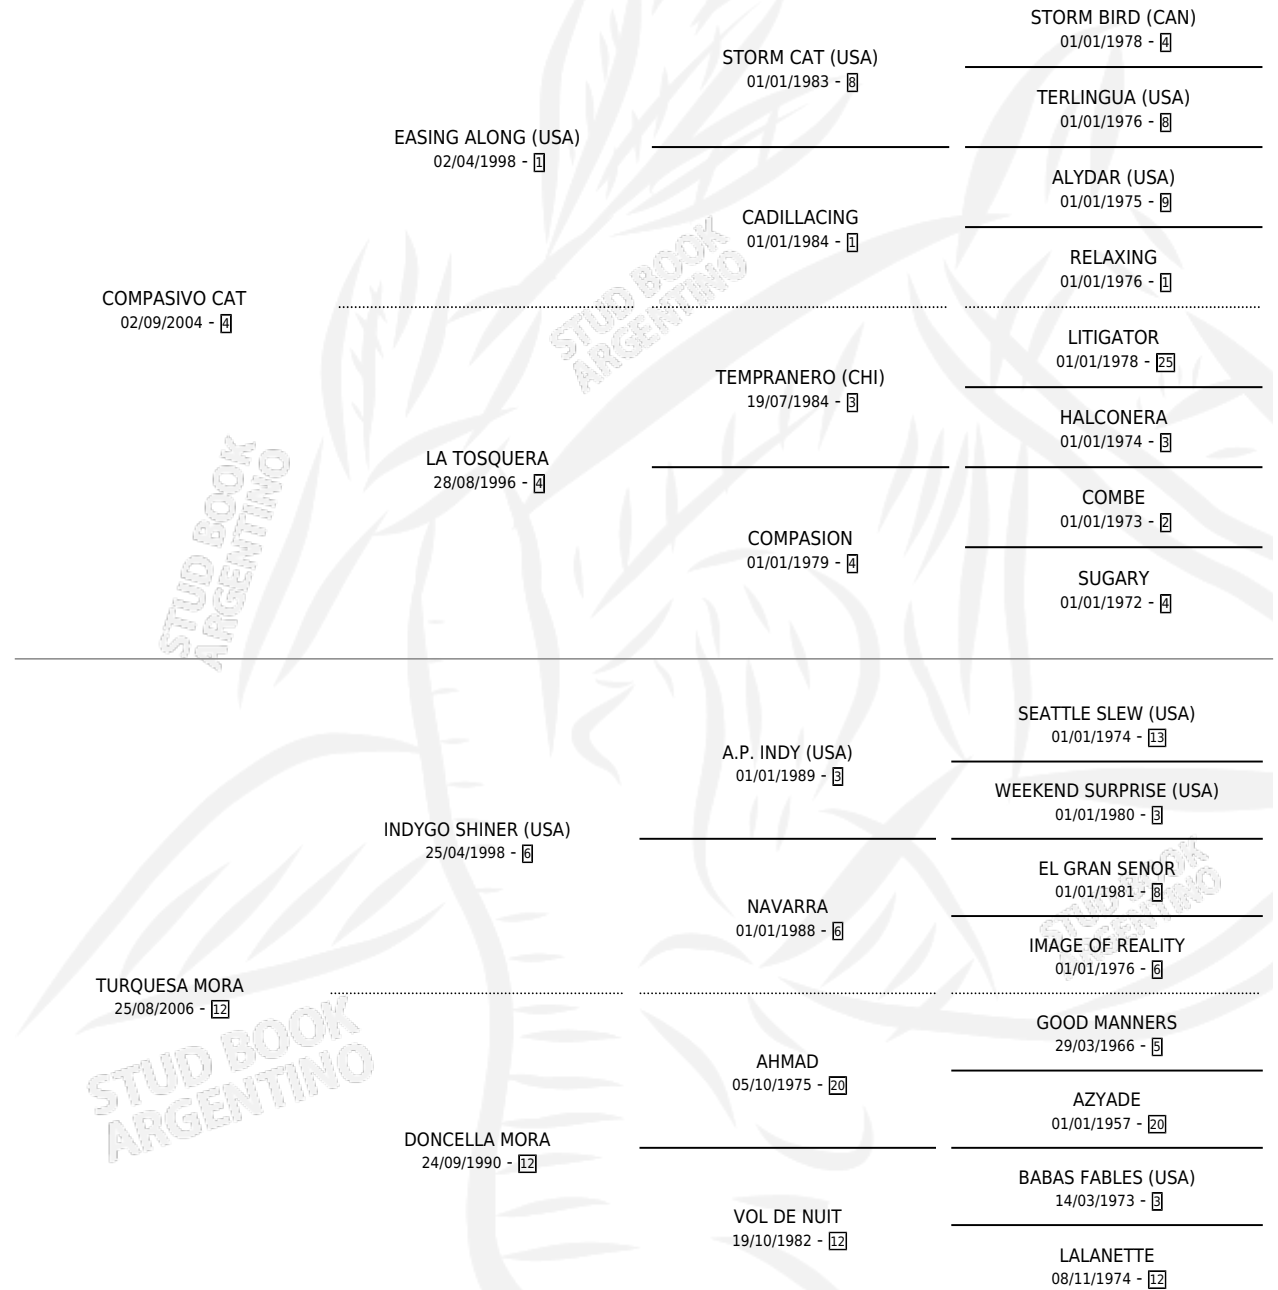 STORM BIRD (CAN)
01/01/1978 - 4
STORM CAT (USA)
01/01/1983 - 8
TERLINGUA (USA)
01/01/1976 - 8
EASING ALONG (USA)
02/04/1998 - 1
ALYDAR (USA)
01/01/1975 - 9
CADILLACING
01/01/1984 - 1
RELAXING
01/01/1976 - 1
COMPASIVO CAT
02/09/2004 - 4
LITIGATOR
01/01/1978 - 25
TEMPRANERO (CHI)
19/07/1984 - 3
HALCONERA
01/01/1974 - 3
LA TOSQUERA
28/08/1996 - 4
COMBE
01/01/1973 - 2
COMPASION
01/01/1979 - 4
SUGARY
01/01/1972 - 4
SEATTLE SLEW (USA)
01/01/1974 - 13
A.P. INDY (USA)
01/01/1989 - 3
WEEKEND SURPRISE (USA)
01/01/1980 - 3
INDYGO SHINER (USA)
25/04/1998 - 6
EL GRAN SENOR
01/01/1981 - 8
NAVARRA
01/01/1988 - 6
IMAGE OF REALITY
01/01/1976 - 6
TURQUESA MORA
25/08/2006 - 12
GOOD MANNERS
29/03/1966 - 5
AHMAD
05/10/1975 - 20
AZYADE
01/01/1957 - 20
DONCELLA MORA
24/09/1990 - 12
BABAS FABLES (USA)
14/03/1973 - 3
VOL DE NUIT
19/10/1982 - 12
LALANETTE
08/11/1974 - 12
STUD BOOK
ARGENTINO
STUD BOOK
ARGENTINO
STUD BOOK
ARGENTINO
STUD BOOK
ARGENTINO